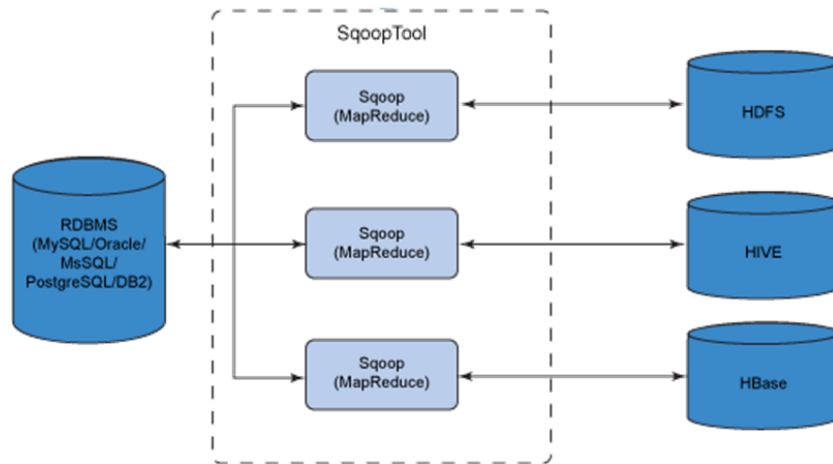 SqoopTool
Sqoop
(MapReduce)
HDFS
RDBMS
(MySQL/Oracle/
MsSQL/
PostgreSQL/DB2)
Sqoop
(MapReduce)
HIVE
Sqoop
(MapReduce)
HBase